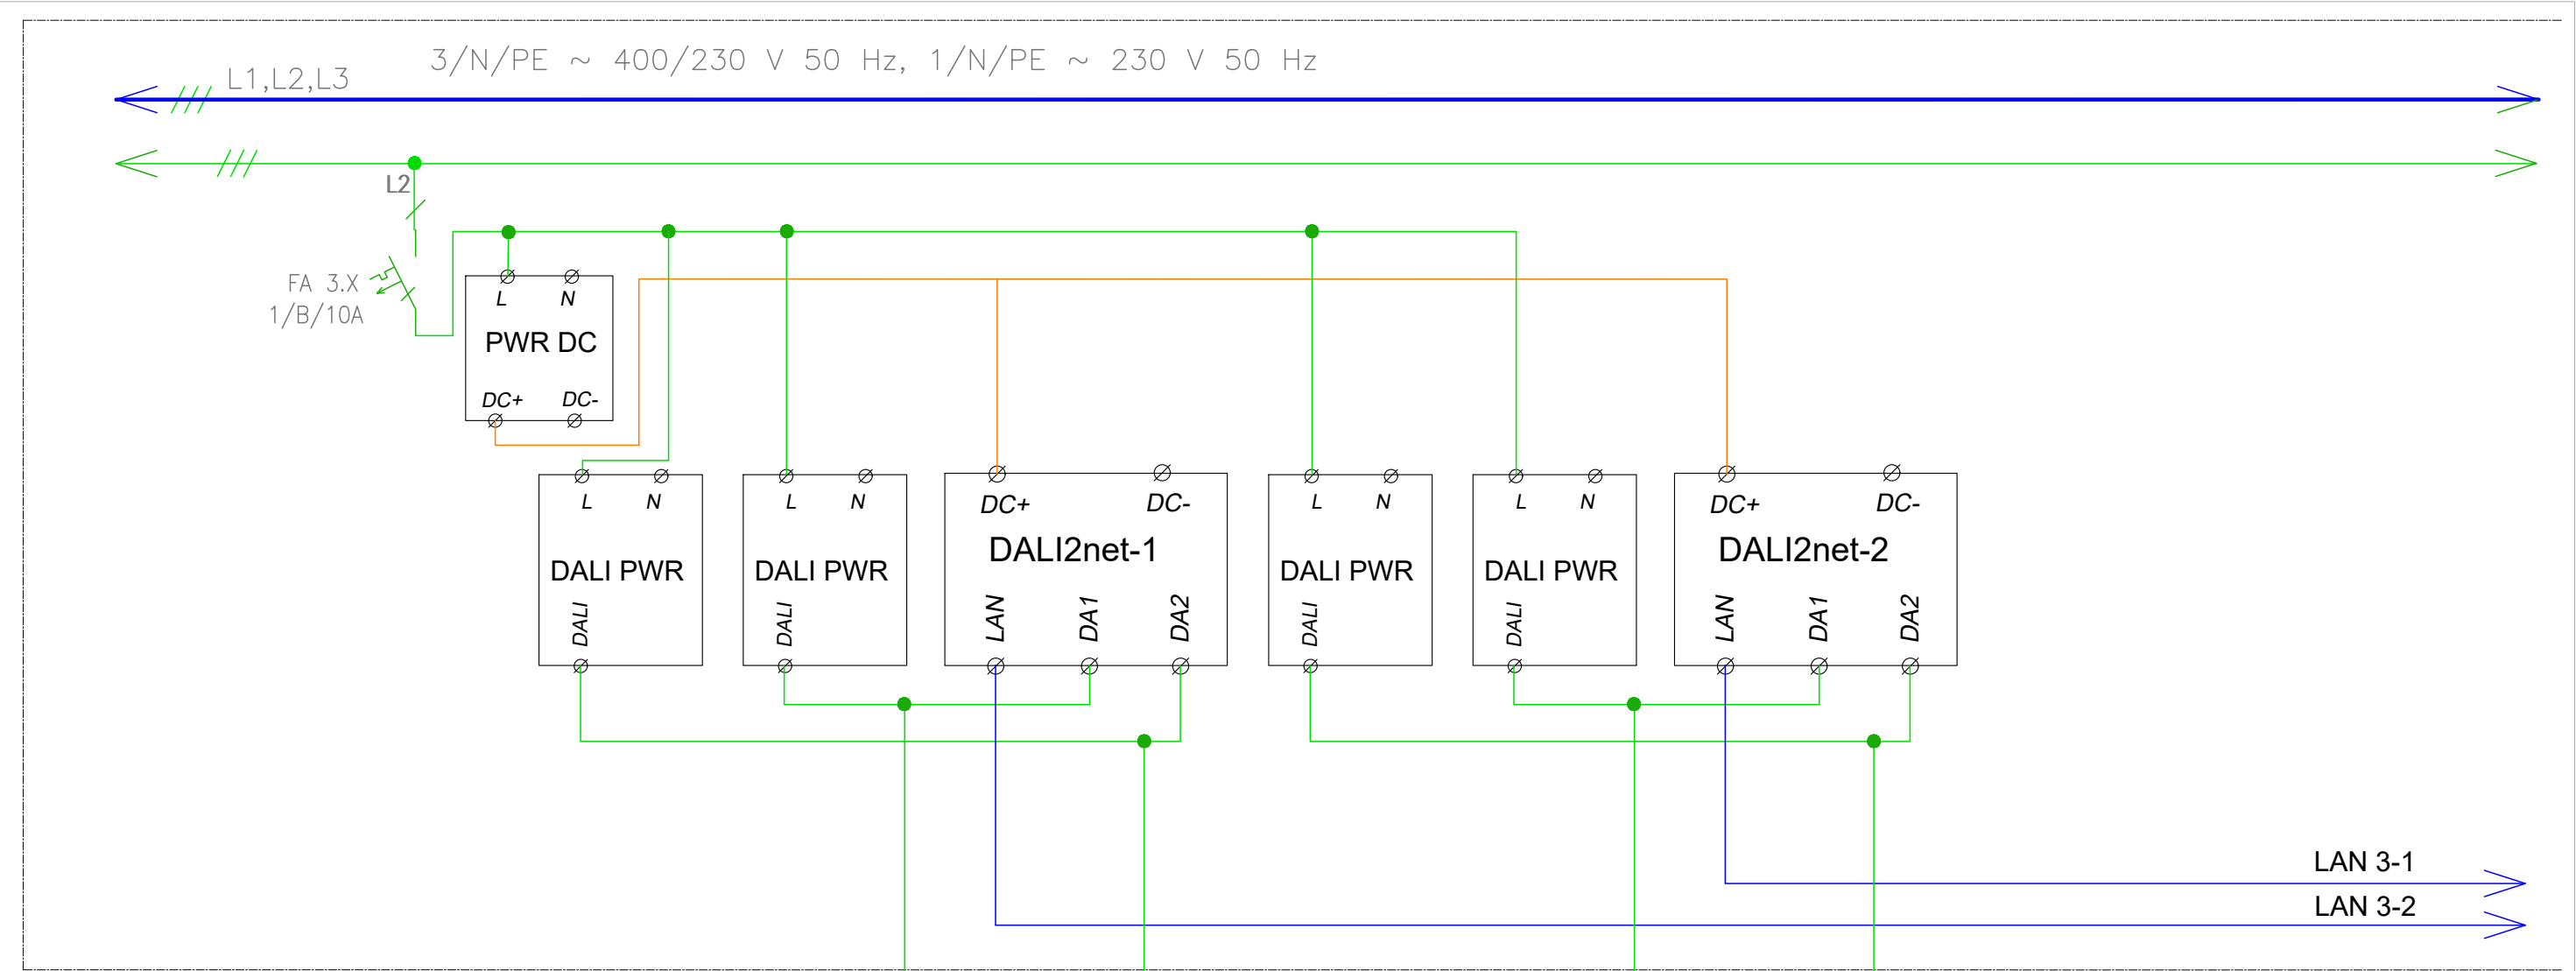 3/N/PE ~ 400/230 V 50 Hz, 1/N/PE ~ 230 V 50 Hz
L1,L2,L3
L2
FA 3.X
1/B/10A
L N
PWR DC
DC+ DC-
L N
DALI PWR
DALI
L N
DALI PWR
DALI
DC+ DC-
DALI2net-1
LAN DA1 DA2
L N
DALI PWR
DALI
L N
DALI PWR
DALI
DC+ DC-
DALI2net-2
LAN DA1 DA2
LAN 3-1
LAN 3-2